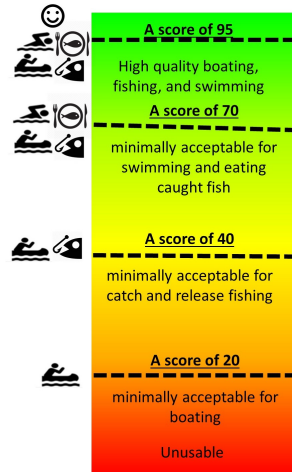 A score of 95
High quality boating,
fishing, and swimming
A score of 70
minimally acceptable for
swimming and eating
caught fish
A score of 40
minimally acceptable for
catch and release fishing
A score of 20
minimally acceptable for
boating
Unusable